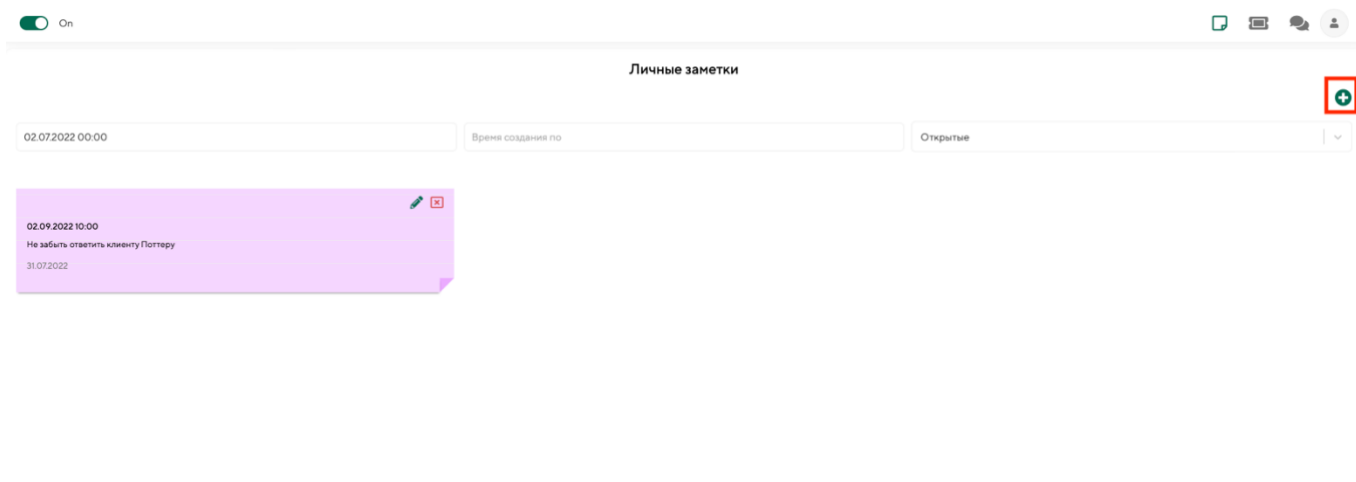 On
Личные заметки
02.07.2022 00:00
Время создания по
Открытые
02.09.2022 10:00
Не забыть ответить клиенту Поттеру
31.07.2022